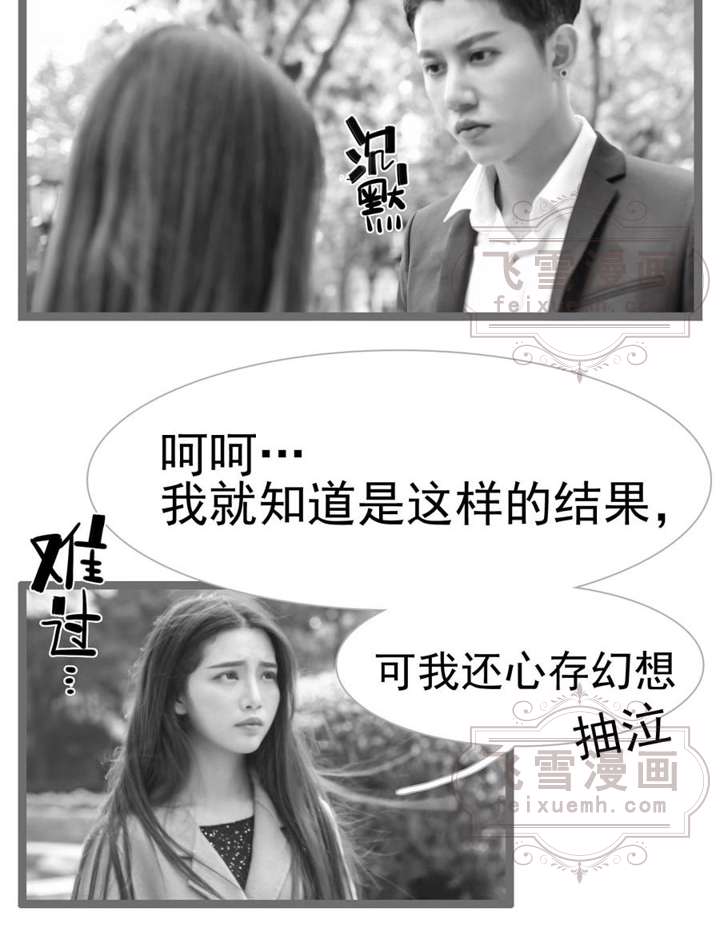 沉默
飞雪漫画
feixuemh.com
呵呵…
我就知道是这样的结果，
难过…
可我还心存幻想
抽泣
飞雪漫画
feixuemh.com